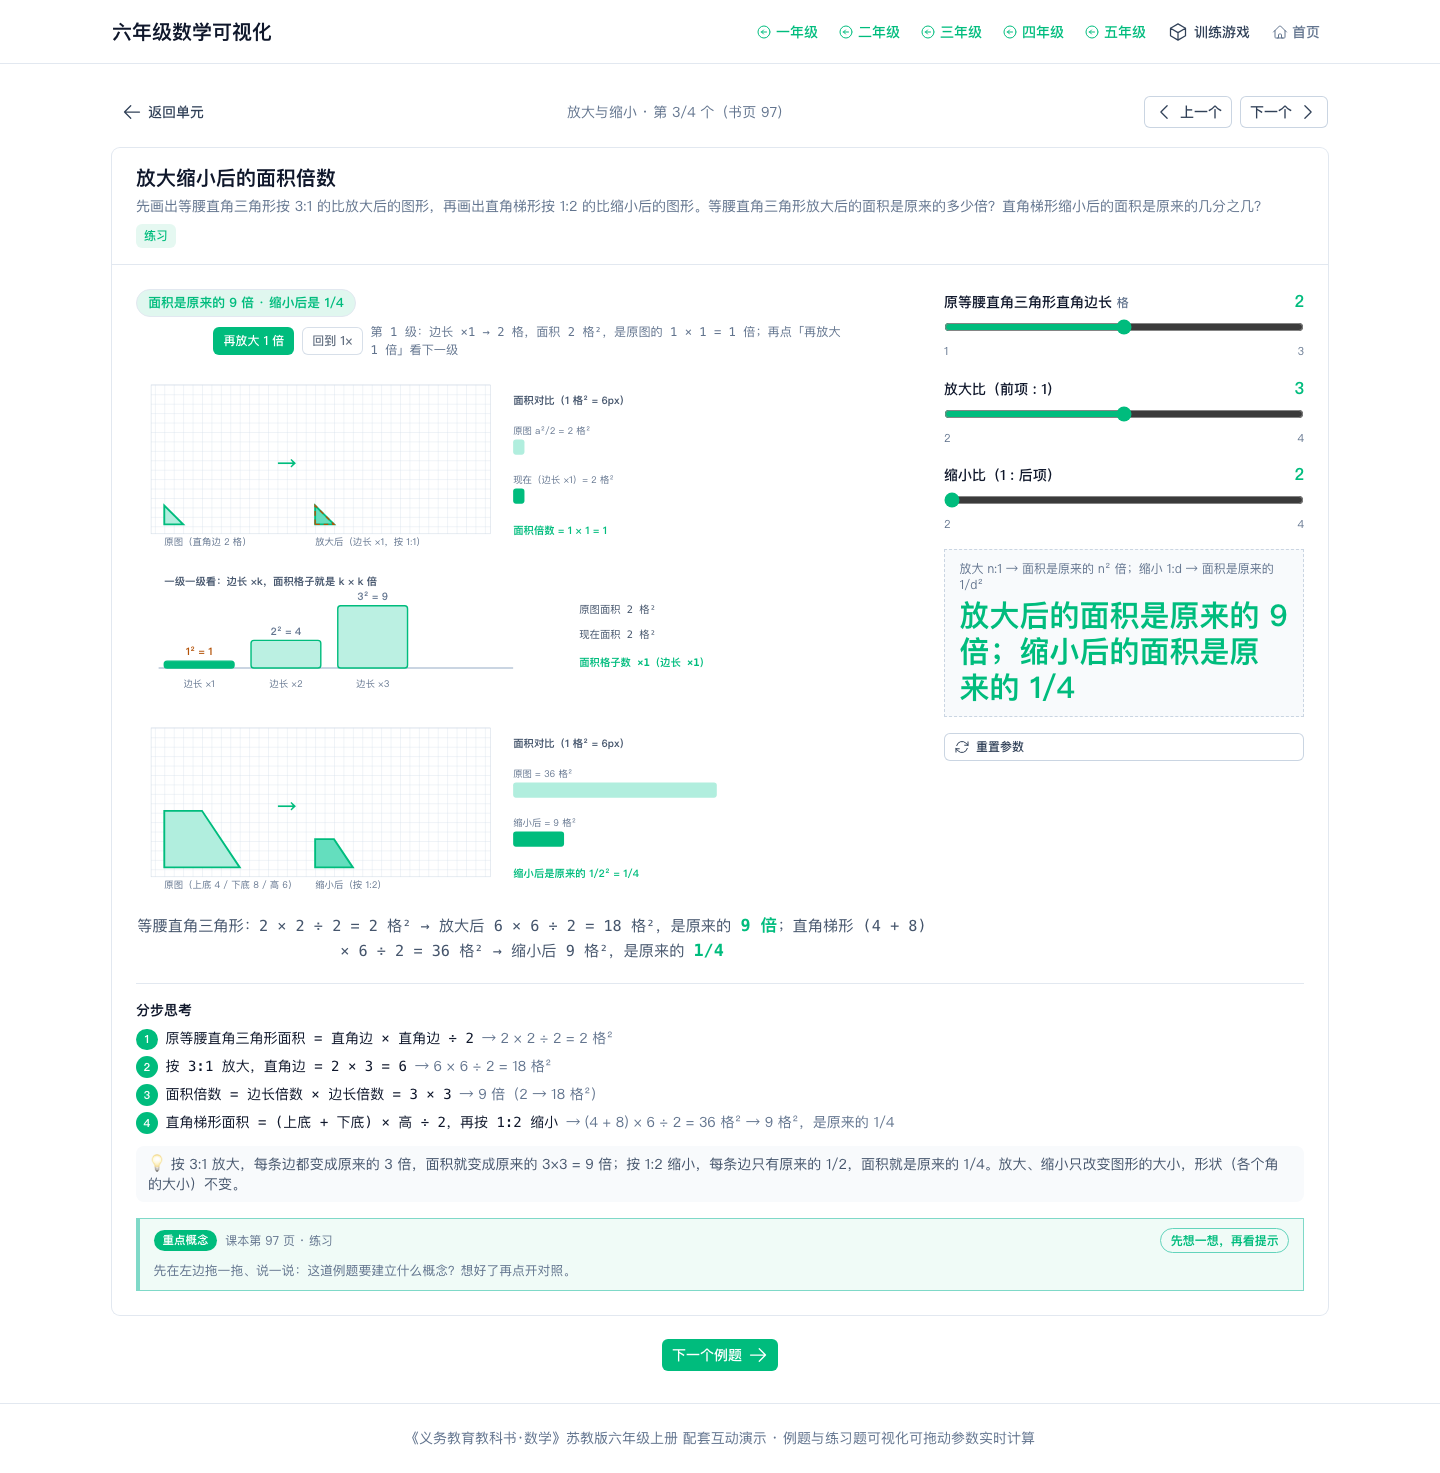 六年级数学可视化
一年级 二年级 三年级 四年级 五年级 训练游戏 首页
返回单元
放大与缩小 · 第 3/4 个（书页 97）
上一个 下一个
放大缩小后的面积倍数
先画出等腰直角三角形按 3:1 的比放大后的图形，再画出直角梯形按 1:2 的比缩小后的图形。等腰直角三角形放大后的面积是原来的多少倍？直角梯形缩小后的面积是原来的几分之几？
练习
面积是原来的 9 倍 · 缩小后是 1/4
再放大 1 倍 回到 1×
第 1 级：边长 ×1 → 2 格，面积 2 格²，是原图的 1 × 1 = 1 倍；再点「再放大
1 倍」看下一级
→
原图（直角边 2 格）
放大后（边长 ×1，按 1:1）
面积对比（1 格² = 6px）
原图 a²/2 = 2 格²
现在（边长 ×1）= 2 格²
面积倍数 = 1 × 1 = 1
一级一级看：边长 ×k，面积格子就是 k × k 倍
1² = 1
2² = 4
3² = 9
边长 ×1
边长 ×2
边长 ×3
原图面积 2 格²
现在面积 2 格²
面积格子数 ×1（边长 ×1）
→
原图（上底 4 / 下底 8 / 高 6）
缩小后（按 1:2）
面积对比（1 格² = 6px）
原图 = 36 格²
缩小后 = 9 格²
缩小后是原来的 1/2² = 1/4
等腰直角三角形：2 × 2 ÷ 2 = 2 格² → 放大后 6 × 6 ÷ 2 = 18 格²，是原来的 9 倍；直角梯形 (4 + 8)
× 6 ÷ 2 = 36 格² → 缩小后 9 格²，是原来的 1/4
原等腰直角三角形直角边长 格 2
1 3
放大比（前项 : 1） 3
2 4
缩小比（1 : 后项） 2
2 4
放大 n:1 → 面积是原来的 n² 倍；缩小 1:d → 面积是原来的
1/d²
放大后的面积是原来的 9
倍；缩小后的面积是原
来的 1/4
重置参数
分步思考
1 原等腰直角三角形面积 = 直角边 × 直角边 ÷ 2 → 2 × 2 ÷ 2 = 2 格²
2 按 3:1 放大，直角边 = 2 × 3 = 6 → 6 × 6 ÷ 2 = 18 格²
3 面积倍数 = 边长倍数 × 边长倍数 = 3 × 3 → 9 倍（2 → 18 格²）
4 直角梯形面积 = (上底 + 下底) × 高 ÷ 2，再按 1:2 缩小 → (4 + 8) × 6 ÷ 2 = 36 格² → 9 格²，是原来的 1/4
💡 按 3:1 放大，每条边都变成原来的 3 倍，面积就变成原来的 3×3 = 9 倍；按 1:2 缩小，每条边只有原来的 1/2，面积就是原来的 1/4。放大、缩小只改变图形的大小，形状（各个角
的大小）不变。
重点概念 课本第 97 页 · 练习
先想一想，再看提示
先在左边拖一拖、说一说：这道例题要建立什么概念？想好了再点开对照。
下一个例题
《义务教育教科书·数学》苏教版六年级上册 配套互动演示 · 例题与练习题可视化可拖动参数实时计算